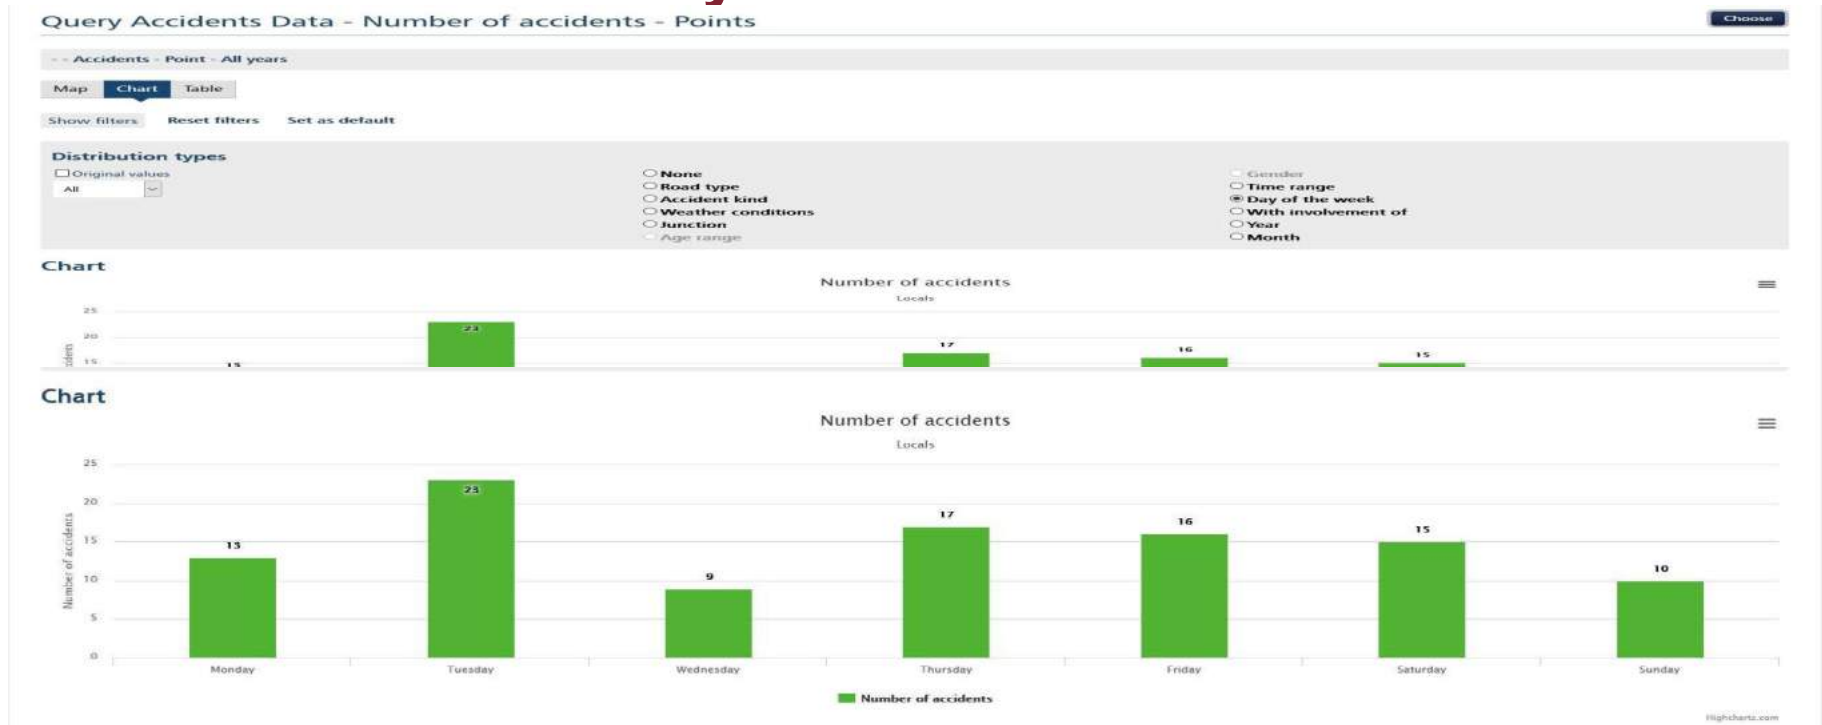 Query Accidents Data - Number of accidents - Points
Choose
- - Accidents - Point - All years
Map Chart Table
Show filters Reset filters Set as default
Distribution types
Original values
All
None
Road type
Accident kind
Weather conditions
Junction
Age range
Gender
Time range
Day of the week
With involvement of
Year
Month
Chart
Number of accidents
Locals
25
20
15
23
17
16
15
Chart
Number of accidents
Locals
Number of accidents
25
20
15
10
5
0
13
23
9
17
16
15
10
Monday Tuesday Wednesday Thursday Friday Saturday Sunday
Number of accidents
Highcharts.com